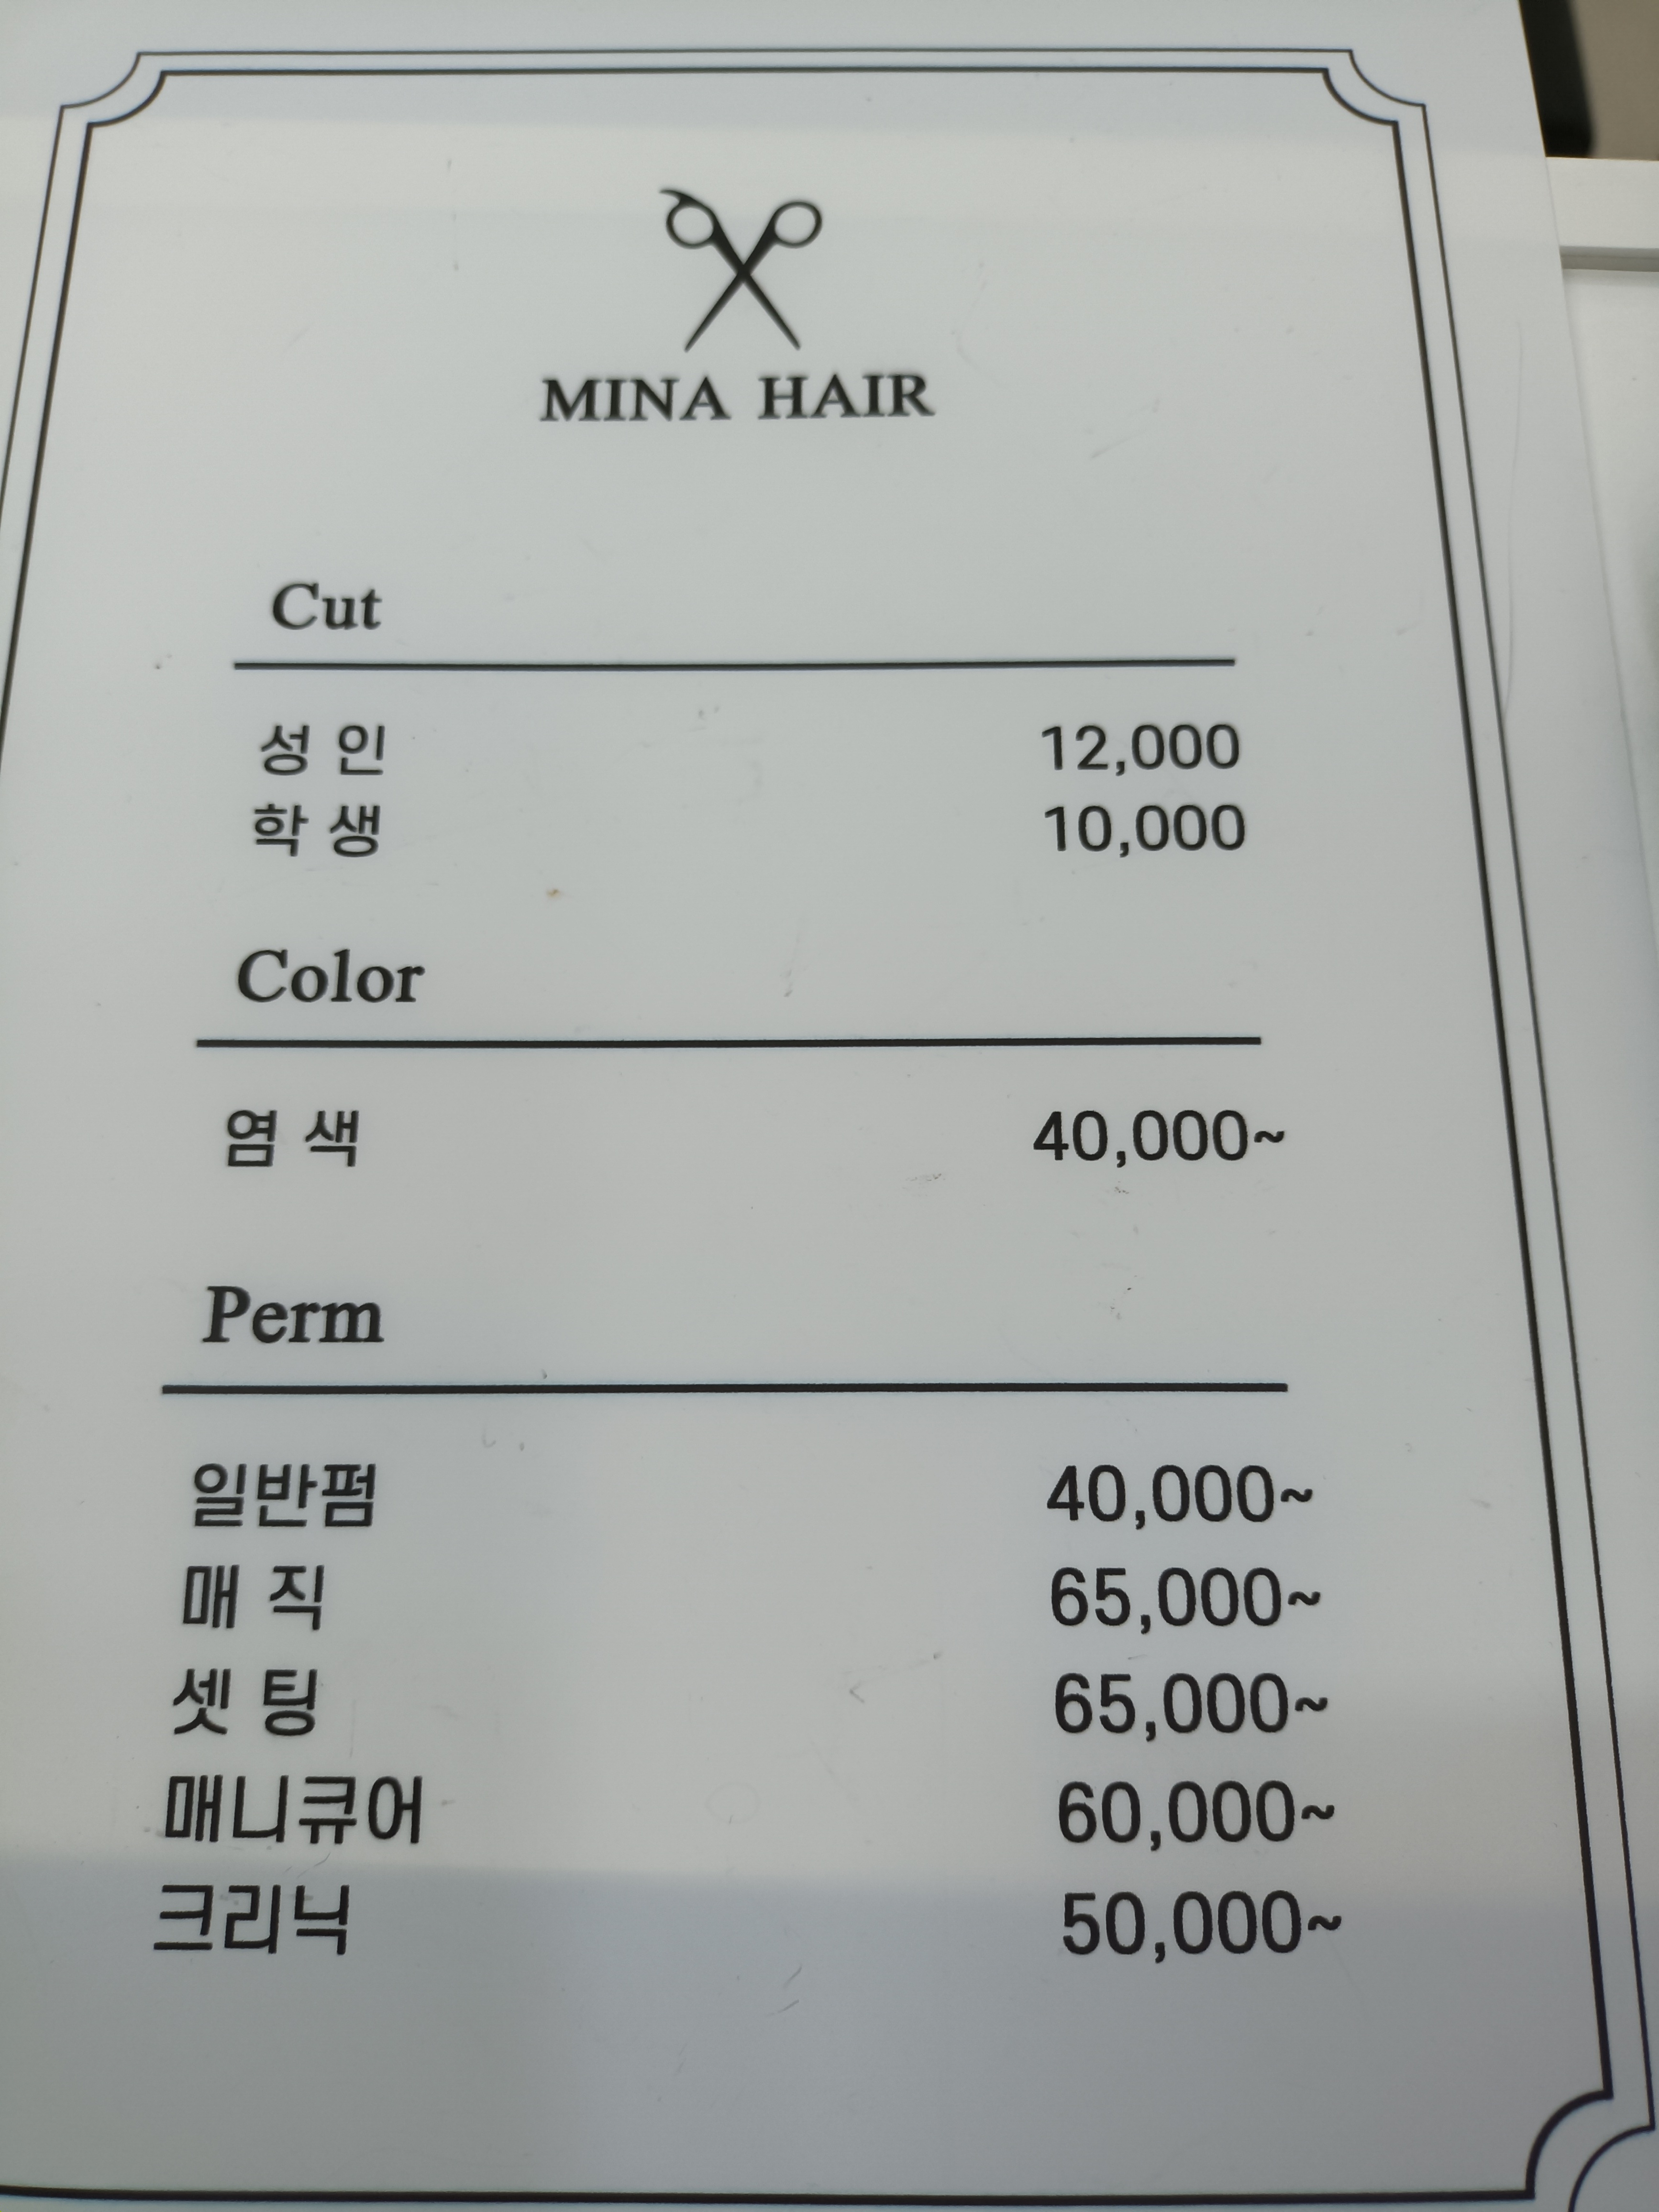 MINA HAIR
Cut
성 인 12,000
학 생 10,000
Color
염 색 40,000~
Perm
일반펌 40,000~
매 직 65,000~
셋 팅 65,000~
매니큐어 60,000~
크리닉 50,000~